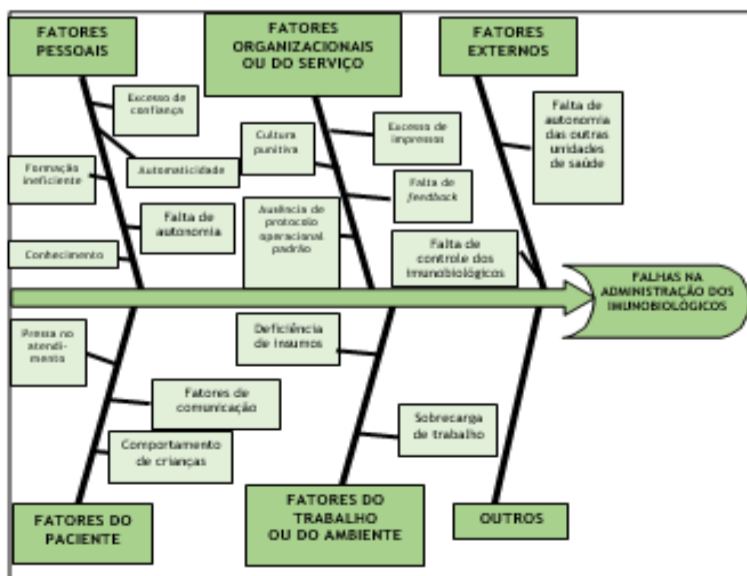 FATORES
PESSOAIS
FATORES
ORGANIZACIONAIS
OU DO SERVIÇO
FATORES
EXTERNOS
Excesso de
confiança
Automaticidade
Formação
ineficiente
Falta de
autonomia
Conhecimento
Cultura
punitiva
Excesso de
impressos
Falta de
feedback
Ausência de
protocolo
operacional
padrão
Falta de
autonomia
das outras
unidades
de saúde
Falta de
controle dos
imunobiológicos
FALHAS NA
ADMINISTRAÇÃO DOS
IMUNOBIOLÓGICOS
Pressa no
atendi-
mento
Fatores de
comunicação
Comportamento
de crianças
Deficiência
de insumos
Sobrecarga
de trabalho
FATORES DO
PACIENTE
FATORES DO
TRABALHO
OU DO AMBIENTE
OUTROS